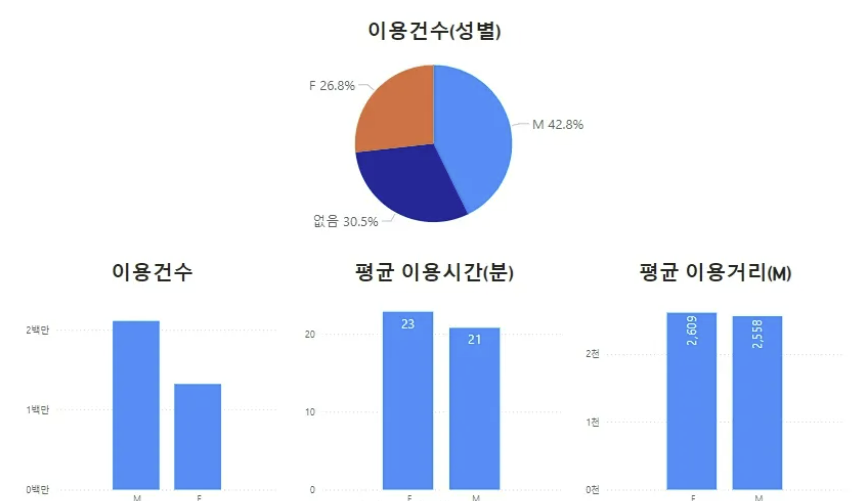 이용건수(성별)
F 26.8%
M 42.8%
없음 30.5%
이용건수
2백만
1백만
0백만
M F
평균 이용시간(분)
20
10
0
23
21
F M
평균 이용거리(M)
2천
1천
0천
2,609
2,558
F M